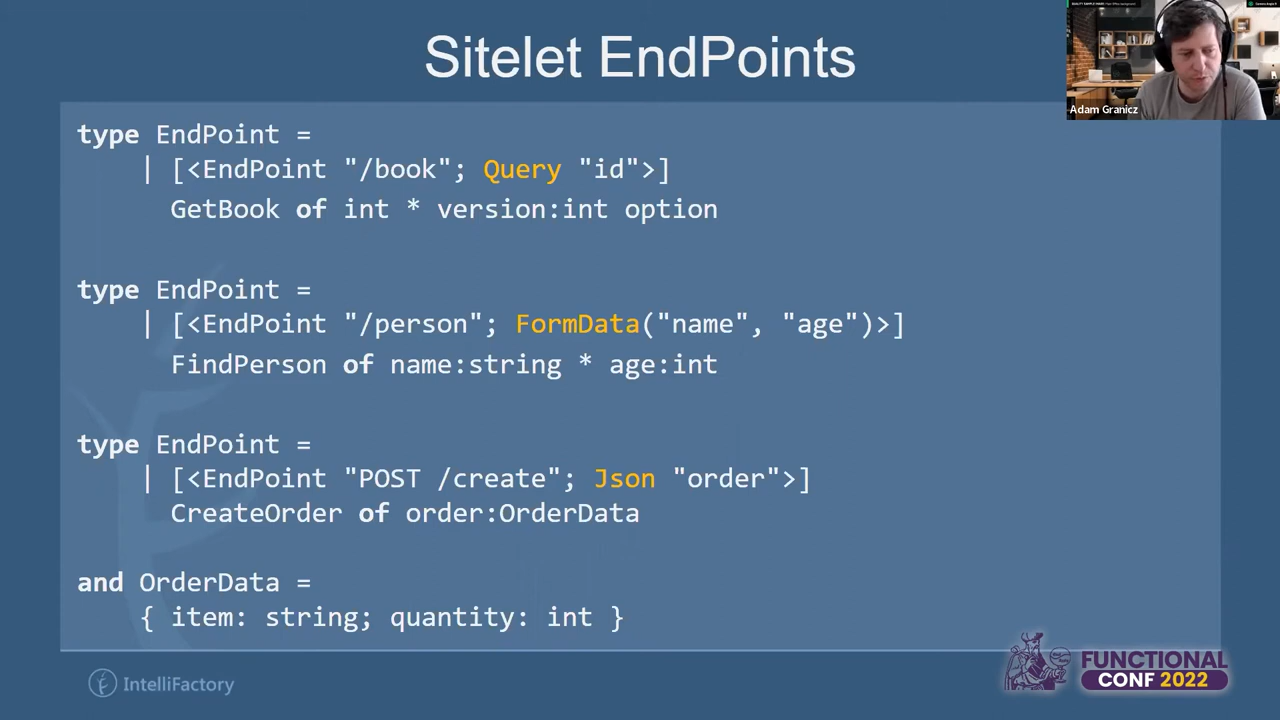 Sitelet EndPoints
type EndPoint =
| [<EndPoint "/book"; Query "id">]
GetBook of int * version:int option
type EndPoint =
| [<EndPoint "/person"; FormData("name", "age")>]
FindPerson of name:string * age:int
type EndPoint =
| [<EndPoint "POST /create"; Json "order">]
CreateOrder of order:OrderData
and OrderData =
{ item: string; quantity: int }
Adam Granicz
IntelliFactory
FUNCTIONAL
CONF 2022